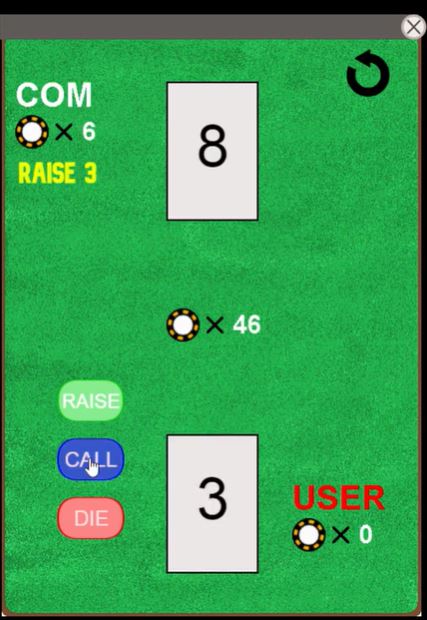 COM
× 6
RAISE 3
8
× 46
RAISE
CALL
DIE
3
USER
× 0